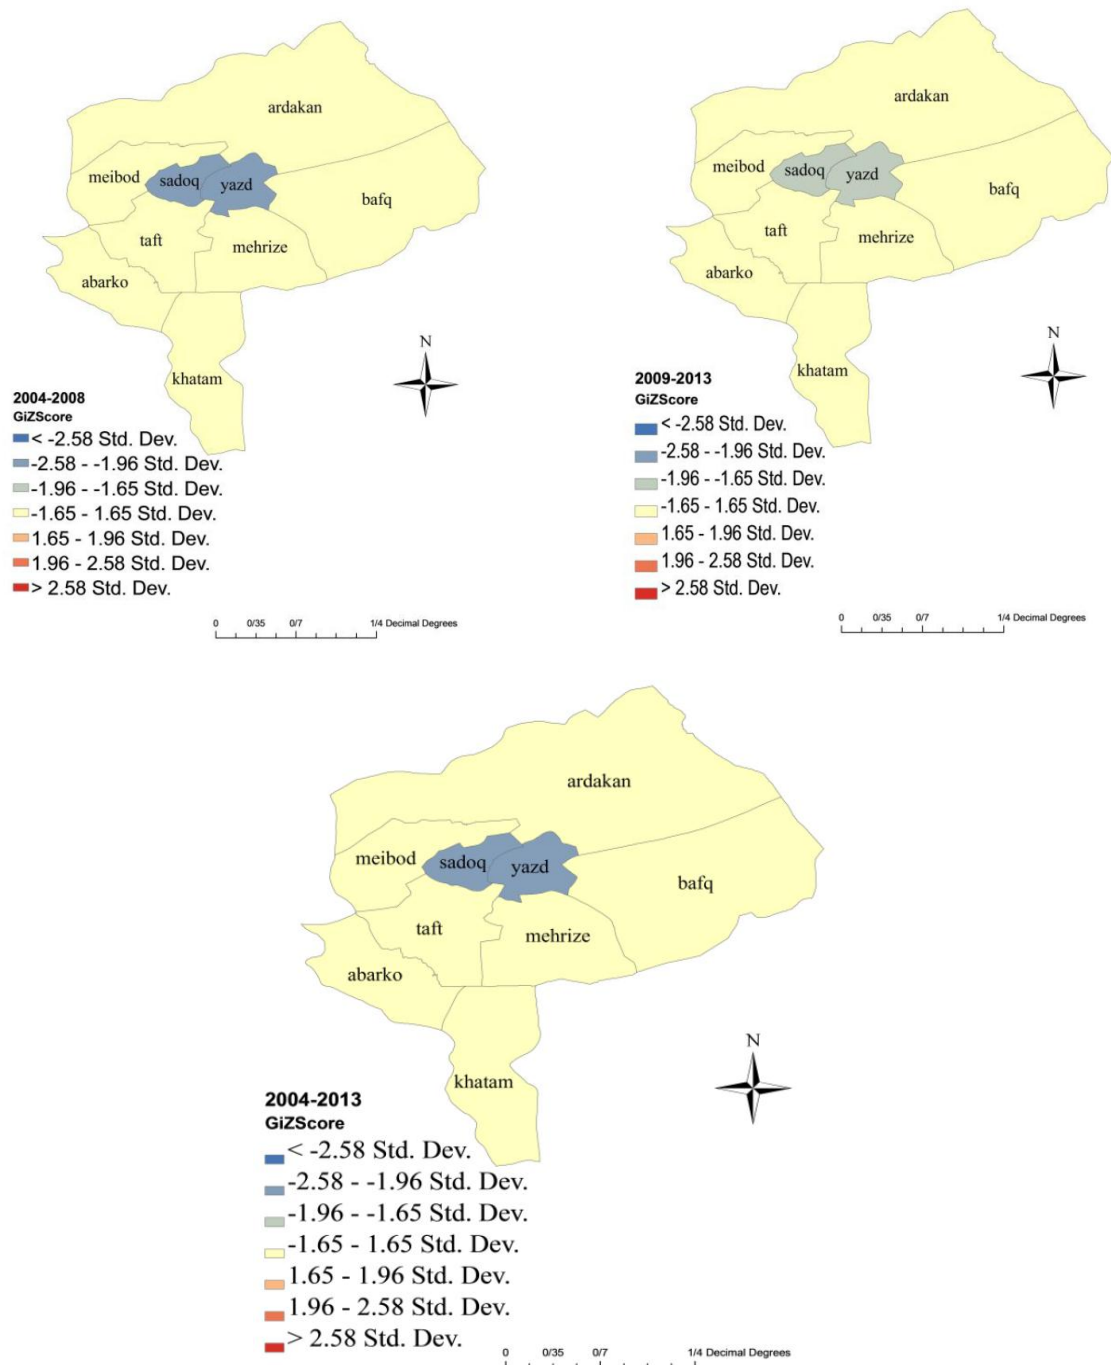 ardakan
meibod
sadoq
yazd
bafq
taft
mehrize
abarko
khatam
N
2004-2008
GiZScore
< -2.58 Std. Dev.
-2.58 - -1.96 Std. Dev.
-1.96 - -1.65 Std. Dev.
-1.65 - 1.65 Std. Dev.
1.65 - 1.96 Std. Dev.
1.96 - 2.58 Std. Dev.
> 2.58 Std. Dev.
0 0/35 0/7 1/4 Decimal Degrees
ardakan
meibod
sadoq
yazd
bafq
taft
mehrize
abarko
khatam
N
2009-2013
GiZScore
< -2.58 Std. Dev.
-2.58 - -1.96 Std. Dev.
-1.96 - -1.65 Std. Dev.
-1.65 - 1.65 Std. Dev.
1.65 - 1.96 Std. Dev.
1.96 - 2.58 Std. Dev.
> 2.58 Std. Dev.
0 0/35 0/7 1/4 Decimal Degrees
ardakan
meibod
sadoq
yazd
bafq
taft
mehrize
abarko
khatam
N
2004-2013
GiZScore
< -2.58 Std. Dev.
-2.58 - -1.96 Std. Dev.
-1.96 - -1.65 Std. Dev.
-1.65 - 1.65 Std. Dev.
1.65 - 1.96 Std. Dev.
1.96 - 2.58 Std. Dev.
> 2.58 Std. Dev.
0 0/35 0/7 1/4 Decimal Degrees